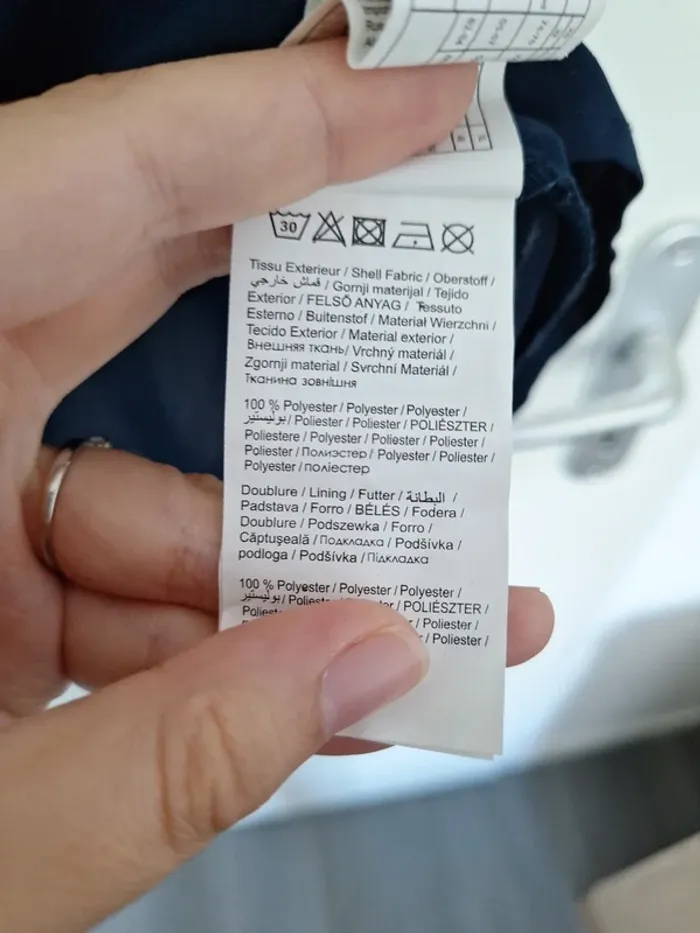 30
Tissu Exterieur / Shell Fabric / Oberstoff /
قماش خارجي / Gornji materijal / Tejido
Exterior / FELSŐ ANYAG / Tessuto
Esterno / Buitenstof / Materiał Wierzchni /
Tecido Exterior / Material exterior /
Внешняя ткань/ Vrchný materiál /
Zgornji material / Svrchní Materiál /
Тканина зовнішня
100 % Polyester / Polyester / Polyester /
بوليستير / Poliester / Poliester / POLIÉSZTER /
Poliestere / Polyester / Poliester / Poliester /
Poliester / Полиэстер / Polyester / Poliester /
Polyester / поліестер
Doublure / Lining / Futter / البطانة /
Padstava / Forro / BÉLÉS / Fodera /
Doublure / Podszewka / Forro /
Căptuşeală / Подкладка / Podšívka /
podloga / Podšívka / Підкладка
100 % Polyester / Polyester / Polyester /
بوليستير / / POLIÉSZTER /
/ Poliester /
/ Poliester /